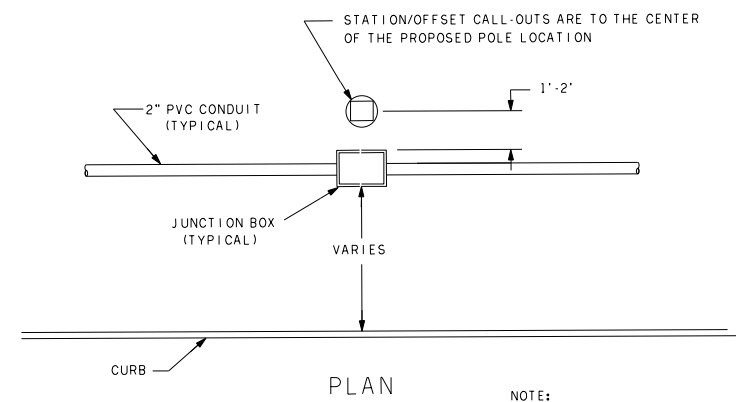 STATION/OFFSET CALL-OUTS ARE TO THE CENTER
OF THE PROPOSED POLE LOCATION
1'-2'
2" PVC CONDUIT
(TYPICAL)
JUNCTION BOX
(TYPICAL)
VARIES
CURB
PLAN
NOTE: